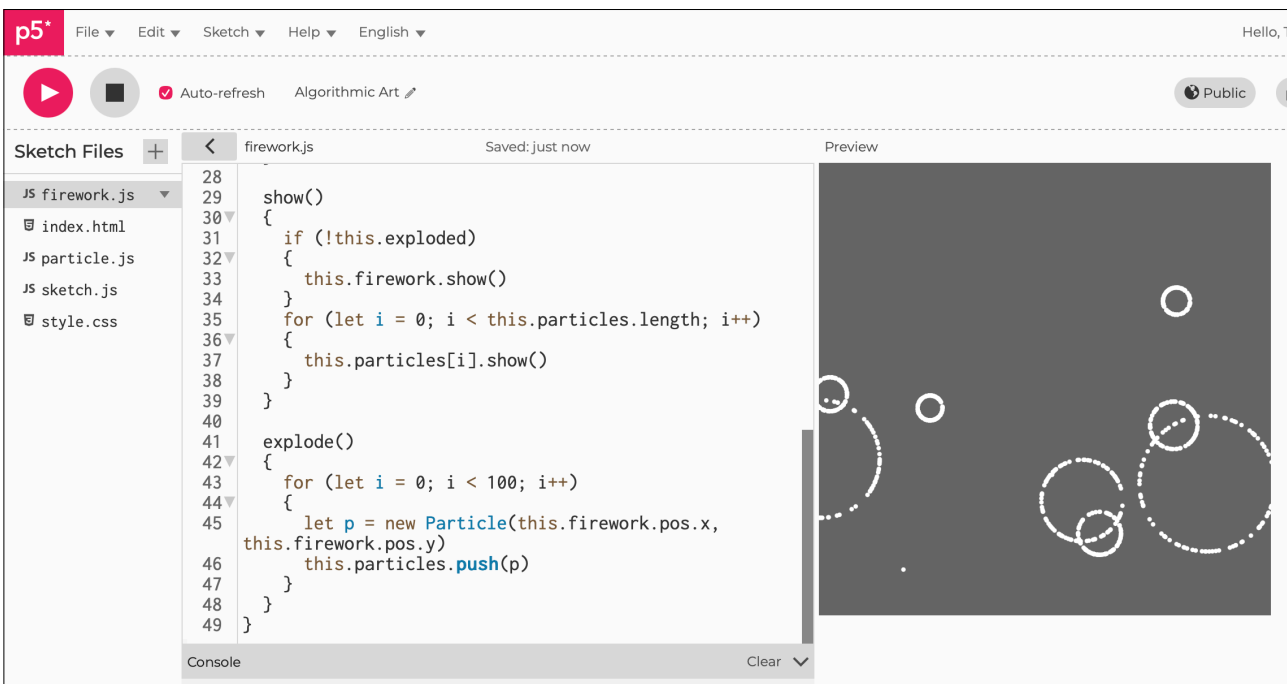 p5*
File Edit Sketch Help English Hello,
Auto-refresh Algorithmic Art Public
Sketch Files + < firework.js Saved: just now Preview
JS firework.js
index.html
JS particle.js
JS sketch.js
style.css
28
29 show()
30 {
31 if (!this.exploded)
32 {
33 this.firework.show()
34 }
35 for (let i = 0; i < this.particles.length; i++)
36 {
37 this.particles[i].show()
38 }
39 }
40
41 explode()
42 {
43 for (let i = 0; i < 100; i++)
44 {
45 let p = new Particle(this.firework.pos.x,
this.firework.pos.y)
46 this.particles.push(p)
47 }
48 }
49 }
Console Clear